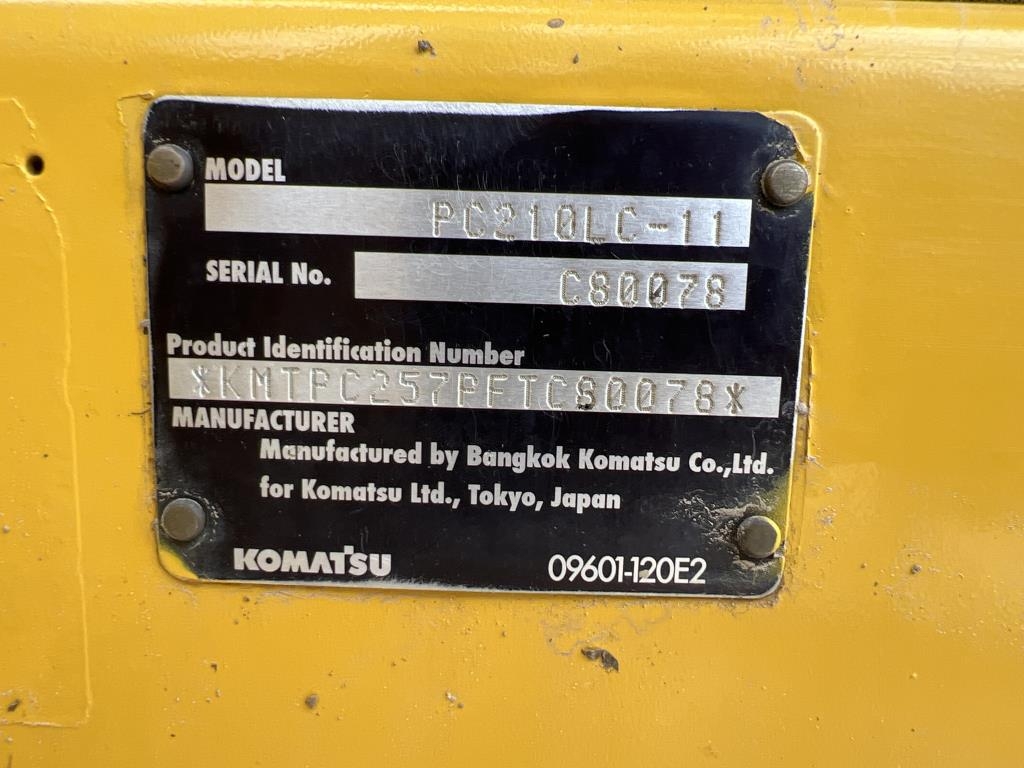 MODEL
PC210LC-11
SERIAL No.
C80078
Product Identification Number
*KMTPC257PFTC80078*
MANUFACTURER
Manufactured by Bangkok Komatsu Co.,Ltd.
for Komatsu Ltd., Tokyo, Japan
KOMATSU
09601-120E2